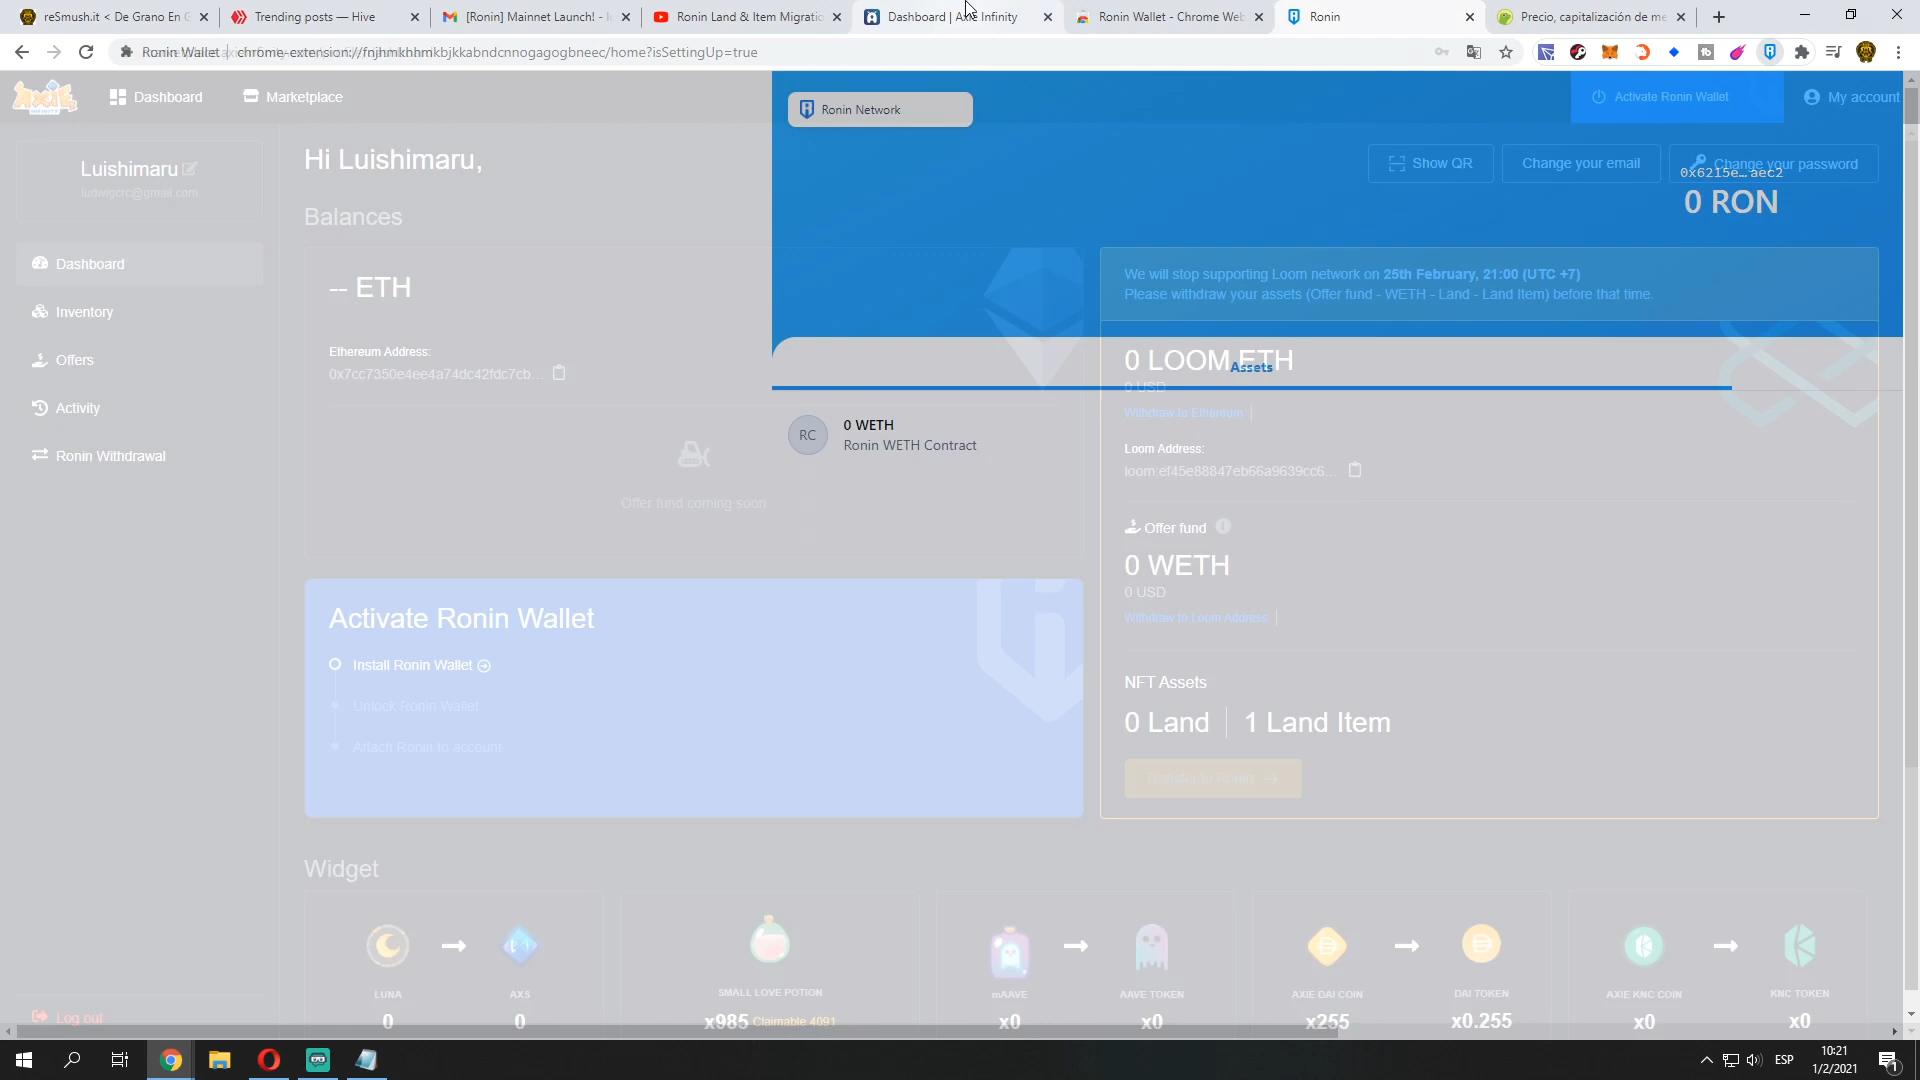 reSmush.it < De Grano En G
Trending posts — Hive
[Ronin] Mainnet Launch! -
Ronin Land & Item Migratio
Dashboard | Axie Infinity
Ronin Wallet - Chrome Web
Ronin
Precio, capitalización de me
Ronin Wallet | chrome-extension://fnjhmkhhmkbjkkabndcnnogagogbneec/home?isSettingUp=true
Dashboard
Marketplace
Ronin Network
Activate Ronin Wallet
My account
Luishimaru
ludwigcrc@gmail.com
Hi Luishimaru,
Show QR
Change your email
Change your password
0x6215e…aec2
0 RON
Balances
Dashboard
Inventory
Offers
Activity
Ronin Withdrawal
-- ETH
Ethereum Address:
0x7cc7350e4ee4a74dc42fdc7cb...
Offer fund coming soon
We will stop supporting Loom network on 25th February, 21:00 (UTC +7)
Please withdraw your assets (Offer fund - WETH - Land - Land Item) before that time.
0 LOOM ETH
Assets
0 USD
Withdraw to Ethereum
RC
0 WETH
Ronin WETH Contract
Loom Address:
loom:ef45e88847eb66a9639cc6...
Offer fund
0 WETH
0 USD
Withdraw to Loom Address
Activate Ronin Wallet
Install Ronin Wallet
Unlock Ronin Wallet
Attach Ronin to account
NFT Assets
0 Land
1 Land Item
Transfer to Ronin
Widget
LUNA
AXS
SMALL LOVE POTION
mAAVE
AAVE TOKEN
AXIE DAI COIN
DAI TOKEN
AXIE KNC COIN
KNC TOKEN
0
0
x985 Claimable 4091
x0
x0
x255
x0.255
x0
x0
Log out
ESP
10:21
1/2/2021
1